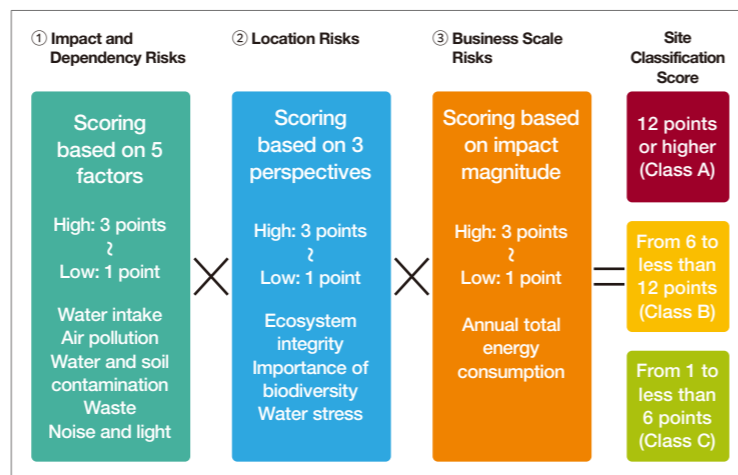 ① Impact and
Dependency Risks
② Location Risks
③ Business Scale
Risks
Site
Classification
Score
Scoring
based on 5
factors
High: 3 points
~
Low: 1 point
Water intake
Air pollution
Water and soil
contamination
Waste
Noise and light
×
Scoring
based on 3
perspectives
High: 3 points
~
Low: 1 point
Ecosystem
integrity
Importance of
biodiversity
Water stress
×
Scoring based
on impact
magnitude
High: 3 points
~
Low: 1 point
Annual total
energy
consumption
=
12 points
or higher
(Class A)
From 6 to
less than
12 points
(Class B)
From 1 to
less than
6 points
(Class C)